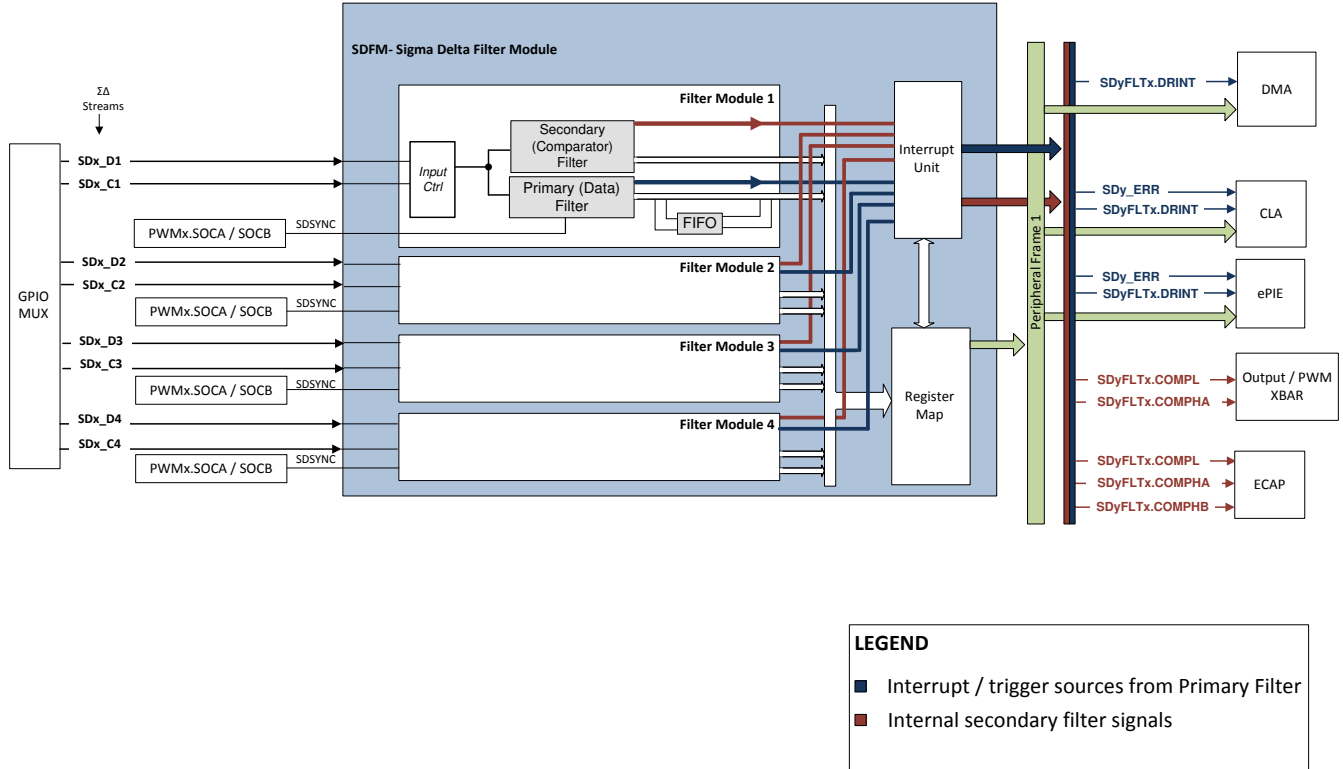 SDFM- Sigma Delta Filter Module
ΣΔ
Streams
GPIO
MUX
SDx_D1
SDx_C1
PWMx.SOCA / SOCB
SDSYNC
SDx_D2
SDx_C2
PWMx.SOCA / SOCB
SDSYNC
SDx_D3
SDx_C3
PWMx.SOCA / SOCB
SDSYNC
SDx_D4
SDx_C4
PWMx.SOCA / SOCB
SDSYNC
Filter Module 1
Input
Ctrl
Secondary
(Comparator)
Filter
Primary (Data)
Filter
FIFO
Filter Module 2
Filter Module 3
Filter Module 4
Interrupt
Unit
Register
Map
Peripheral Frame 1
SDyFLTx.DRINT
DMA
SDy_ERR
SDyFLTx.DRINT
CLA
SDy_ERR
SDyFLTx.DRINT
ePIE
SDyFLTx.COMPL
SDyFLTx.COMPHA
Output / PWM
XBAR
SDyFLTx.COMPL
SDyFLTx.COMPHA
SDyFLTx.COMPHB
ECAP
LEGEND
Interrupt / trigger sources from Primary Filter
Internal secondary filter signals